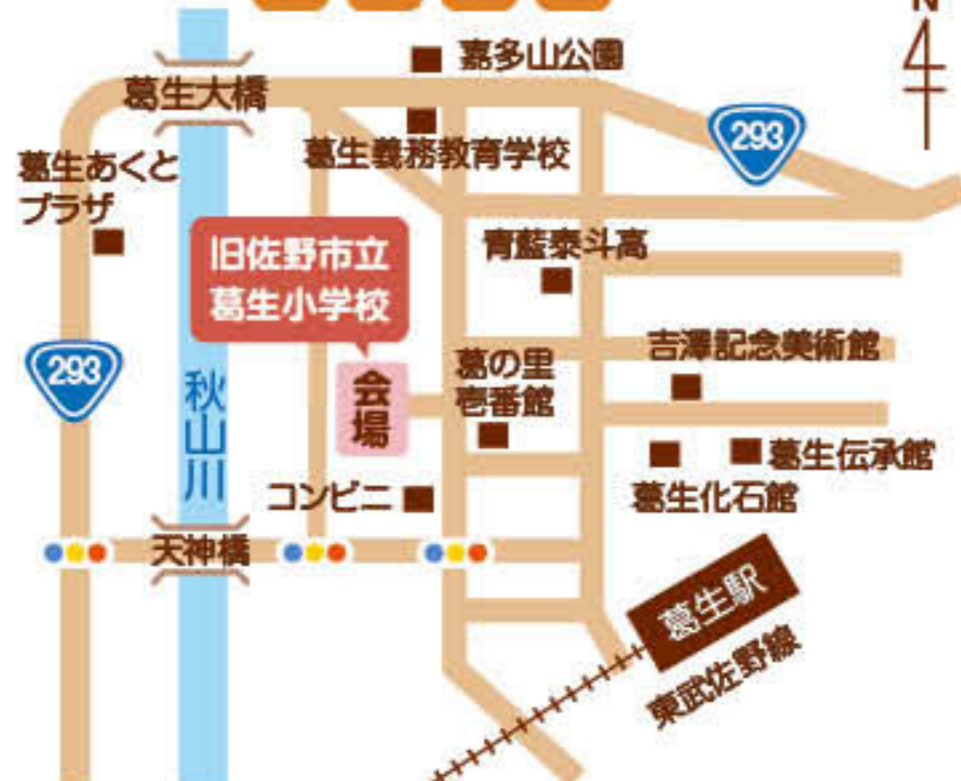 N
嘉多山公園
葛生大橋
293
葛生義務教育学校
葛生あくと
プラザ
旧佐野市立
葛生小学校
青藍泰斗高
吉澤記念美術館
293
葛の里
壱番館
会場
秋山川
葛生伝承館
コンビニ
葛生化石館
天神橋
葛生駅
東武佐野線